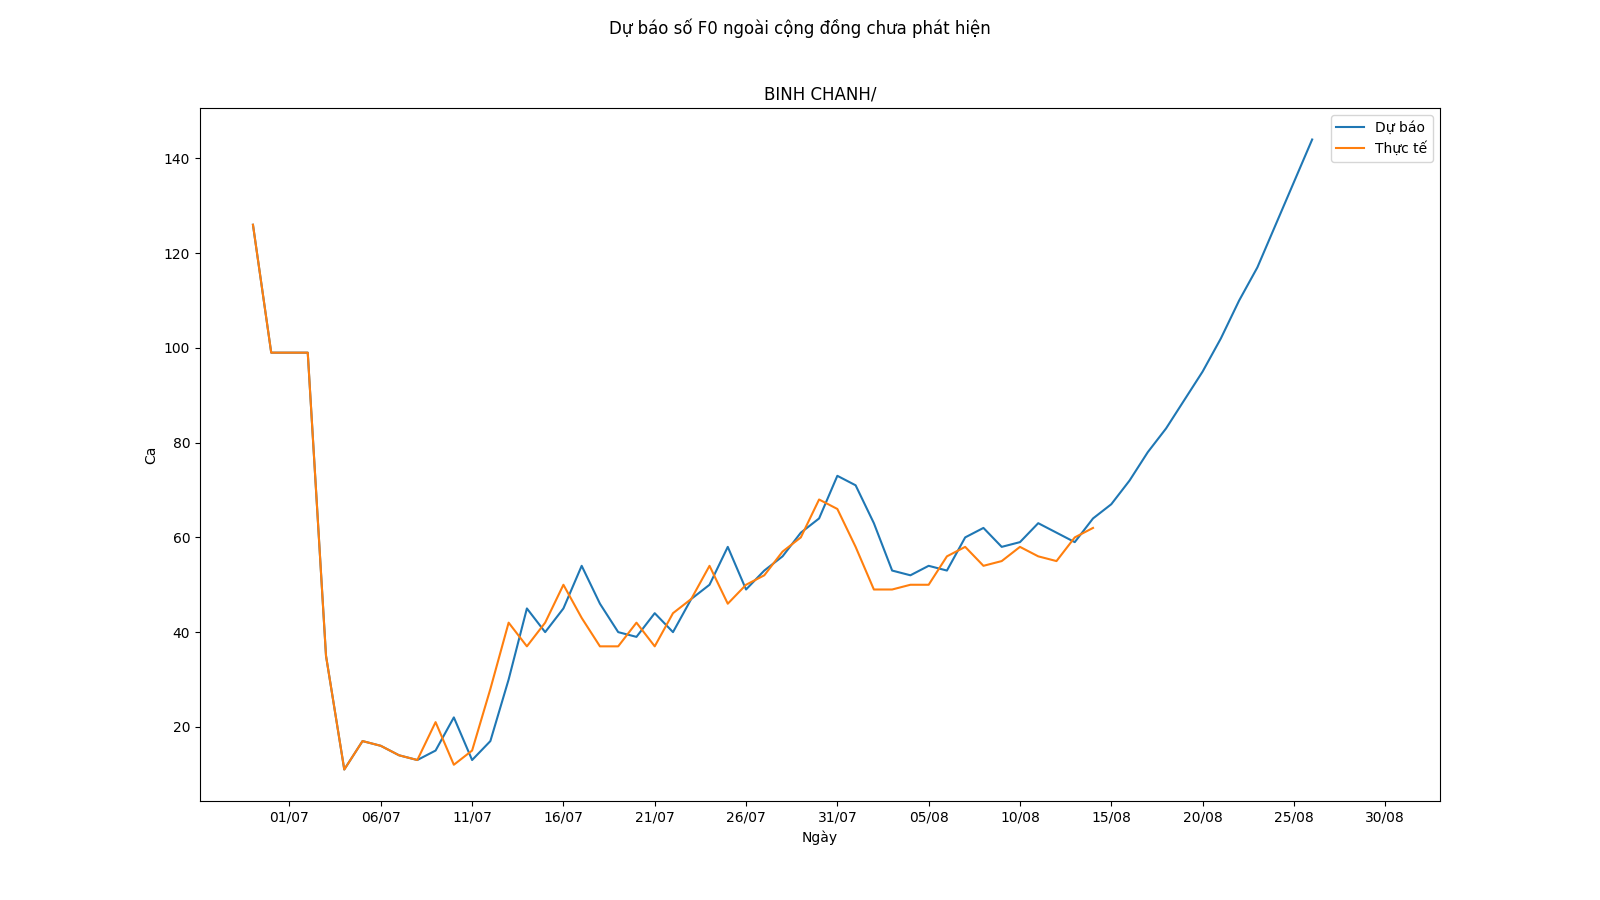 Dự báo số F0 ngoài cộng đồng chưa phát hiện
BINH CHANH/
Dự báo
Thực tế
140
120
100
80
60
40
20
Ca
01/07 06/07 11/07 16/07 21/07 26/07 31/07 05/08 10/08 15/08 20/08 25/08 30/08
Ngày